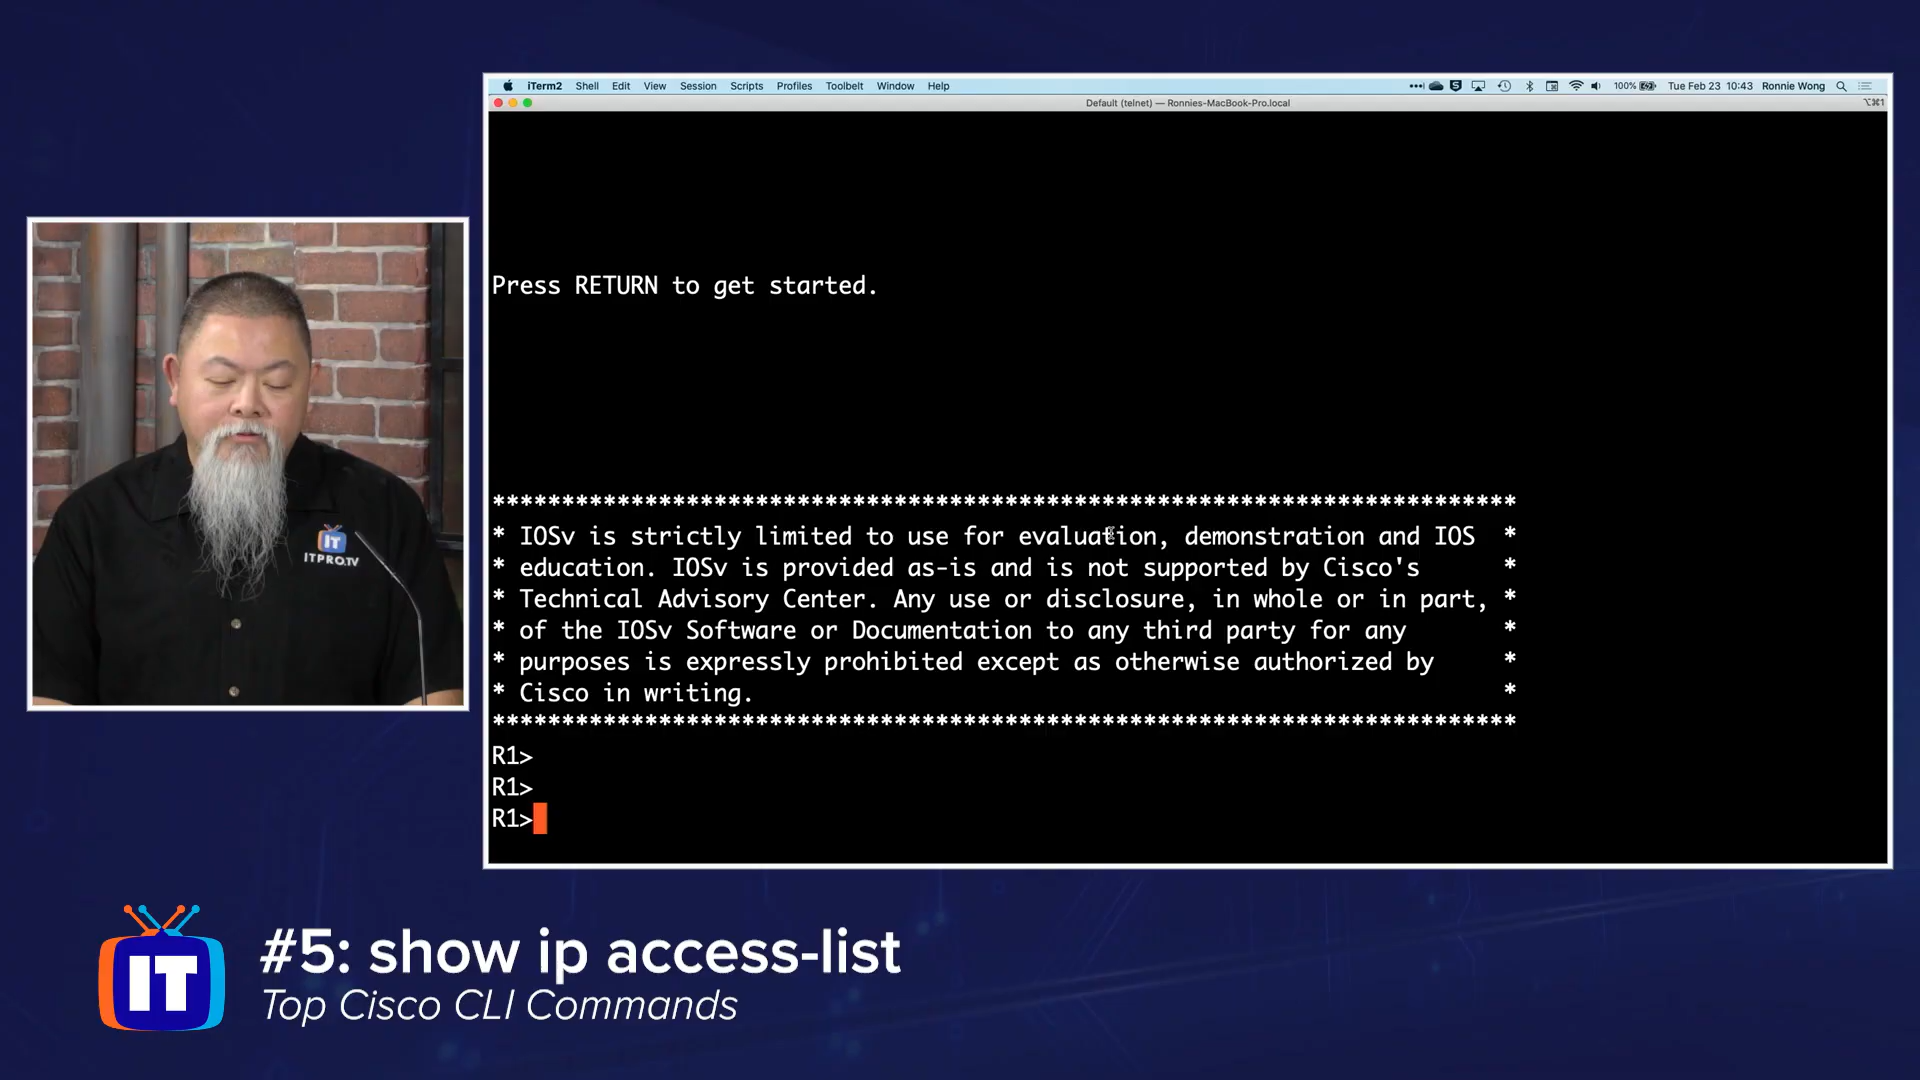 iTerm2 Shell Edit View Session Scripts Profiles Toolbelt Window Help 100% Tue Feb 23 10:43 Ronnie Wong
Default (telnet) — Ronnies-MacBook-Pro.local
⌥⌘1
Press RETURN to get started.
**************************************************************************
* IOSv is strictly limited to use for evaluation, demonstration and IOS  *
* education. IOSv is provided as-is and is not supported by Cisco's      *
* Technical Advisory Center. Any use or disclosure, in whole or in part, *
* of the IOSv Software or Documentation to any third party for any       *
* purposes is expressly prohibited except as otherwise authorized by     *
* Cisco in writing.                                                      *
**************************************************************************
R1>
R1>
R1>
IT
ITPRO.TV
IT
#5: show ip access-list
Top Cisco CLI Commands